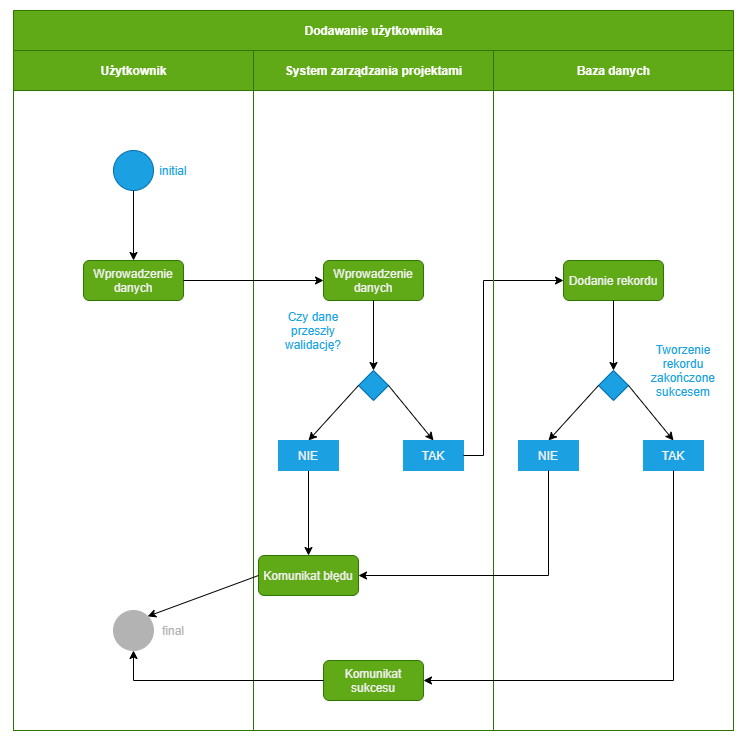 Dodawanie użytkownika
Użytkownik
System zarządzania projektami
Baza danych
initial
Wprowadzenie
danych
Wprowadzenie
danych
Dodanie rekordu
Czy dane
przeszły
walidację?
Tworzenie
rekordu
zakończone
sukcesem
NIE
TAK
NIE
TAK
Komunikat błędu
final
Komunikat
sukcesu